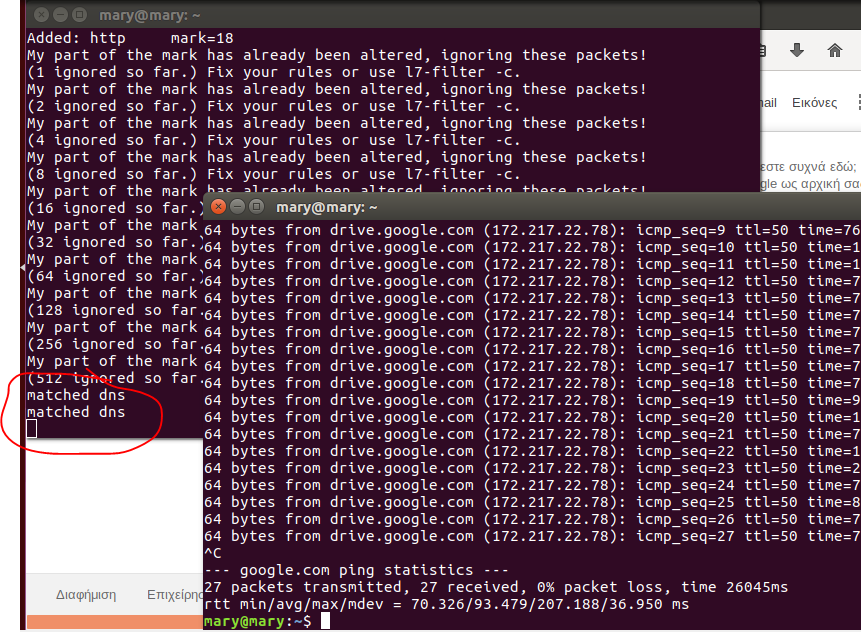 mary@mary: ~
Added: http mark=18
My part of the mark has already been altered, ignoring these packets!
(1 ignored so far.) Fix your rules or use l7-filter -c.
My part of the mark has already been altered, ignoring these packets!
(2 ignored so far.) Fix your rules or use l7-filter -c.
My part of the mark has already been altered, ignoring these packets!
(4 ignored so far.) Fix your rules or use l7-filter -c.
My part of the mark has already been altered, ignoring these packets!
(8 ignored so far.) Fix your rules or use l7-filter -c.
My part of the mark has already been altered, ignoring these packets!
(16 ignored so far.)
My part of the mark
(32 ignored so far.)
My part of the mark
(64 ignored so far.)
My part of the mark
(128 ignored so far.
My part of the mark
(256 ignored so far.
My part of the mark
(512 ignored so far.
matched dns
matched dns
mail Εικόνες
εστε συχνά εδώ;
gle ως αρχική σας
mary@mary: ~
64 bytes from drive.google.com (172.217.22.78): icmp_seq=9 ttl=50 time=76
64 bytes from drive.google.com (172.217.22.78): icmp_seq=10 ttl=50 time=1
64 bytes from drive.google.com (172.217.22.78): icmp_seq=11 ttl=50 time=1
64 bytes from drive.google.com (172.217.22.78): icmp_seq=12 ttl=50 time=7
64 bytes from drive.google.com (172.217.22.78): icmp_seq=13 ttl=50 time=7
64 bytes from drive.google.com (172.217.22.78): icmp_seq=14 ttl=50 time=7
64 bytes from drive.google.com (172.217.22.78): icmp_seq=15 ttl=50 time=7
64 bytes from drive.google.com (172.217.22.78): icmp_seq=16 ttl=50 time=7
64 bytes from drive.google.com (172.217.22.78): icmp_seq=17 ttl=50 time=7
64 bytes from drive.google.com (172.217.22.78): icmp_seq=18 ttl=50 time=7
64 bytes from drive.google.com (172.217.22.78): icmp_seq=19 ttl=50 time=9
64 bytes from drive.google.com (172.217.22.78): icmp_seq=20 ttl=50 time=1
64 bytes from drive.google.com (172.217.22.78): icmp_seq=21 ttl=50 time=7
64 bytes from drive.google.com (172.217.22.78): icmp_seq=22 ttl=50 time=1
64 bytes from drive.google.com (172.217.22.78): icmp_seq=23 ttl=50 time=2
64 bytes from drive.google.com (172.217.22.78): icmp_seq=24 ttl=50 time=7
64 bytes from drive.google.com (172.217.22.78): icmp_seq=25 ttl=50 time=8
64 bytes from drive.google.com (172.217.22.78): icmp_seq=26 ttl=50 time=7
64 bytes from drive.google.com (172.217.22.78): icmp_seq=27 ttl=50 time=7
^C
--- google.com ping statistics ---
27 packets transmitted, 27 received, 0% packet loss, time 26045ms
rtt min/avg/max/mdev = 70.326/93.479/207.188/36.950 ms
mary@mary:~$
Διαφήμιση Επιχείρησ